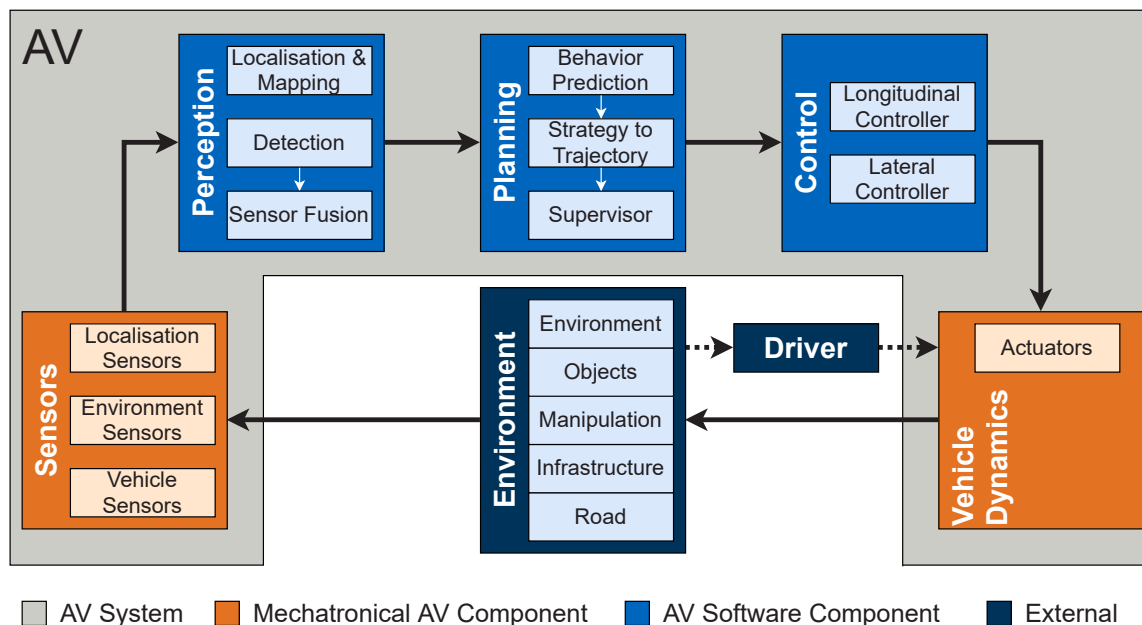 AV
Perception
Localisation &
Mapping
Detection
Sensor Fusion
Planning
Behavior
Prediction
Strategy to
Trajectory
Supervisor
Control
Longitudinal
Controller
Lateral
Controller
Sensors
Localisation
Sensors
Environment
Sensors
Vehicle
Sensors
Environment
Environment
Objects
Manipulation
Infrastructure
Road
Driver
Vehicle
Dynamics
Actuators
AV System
Mechatronical AV Component
AV Software Component
External